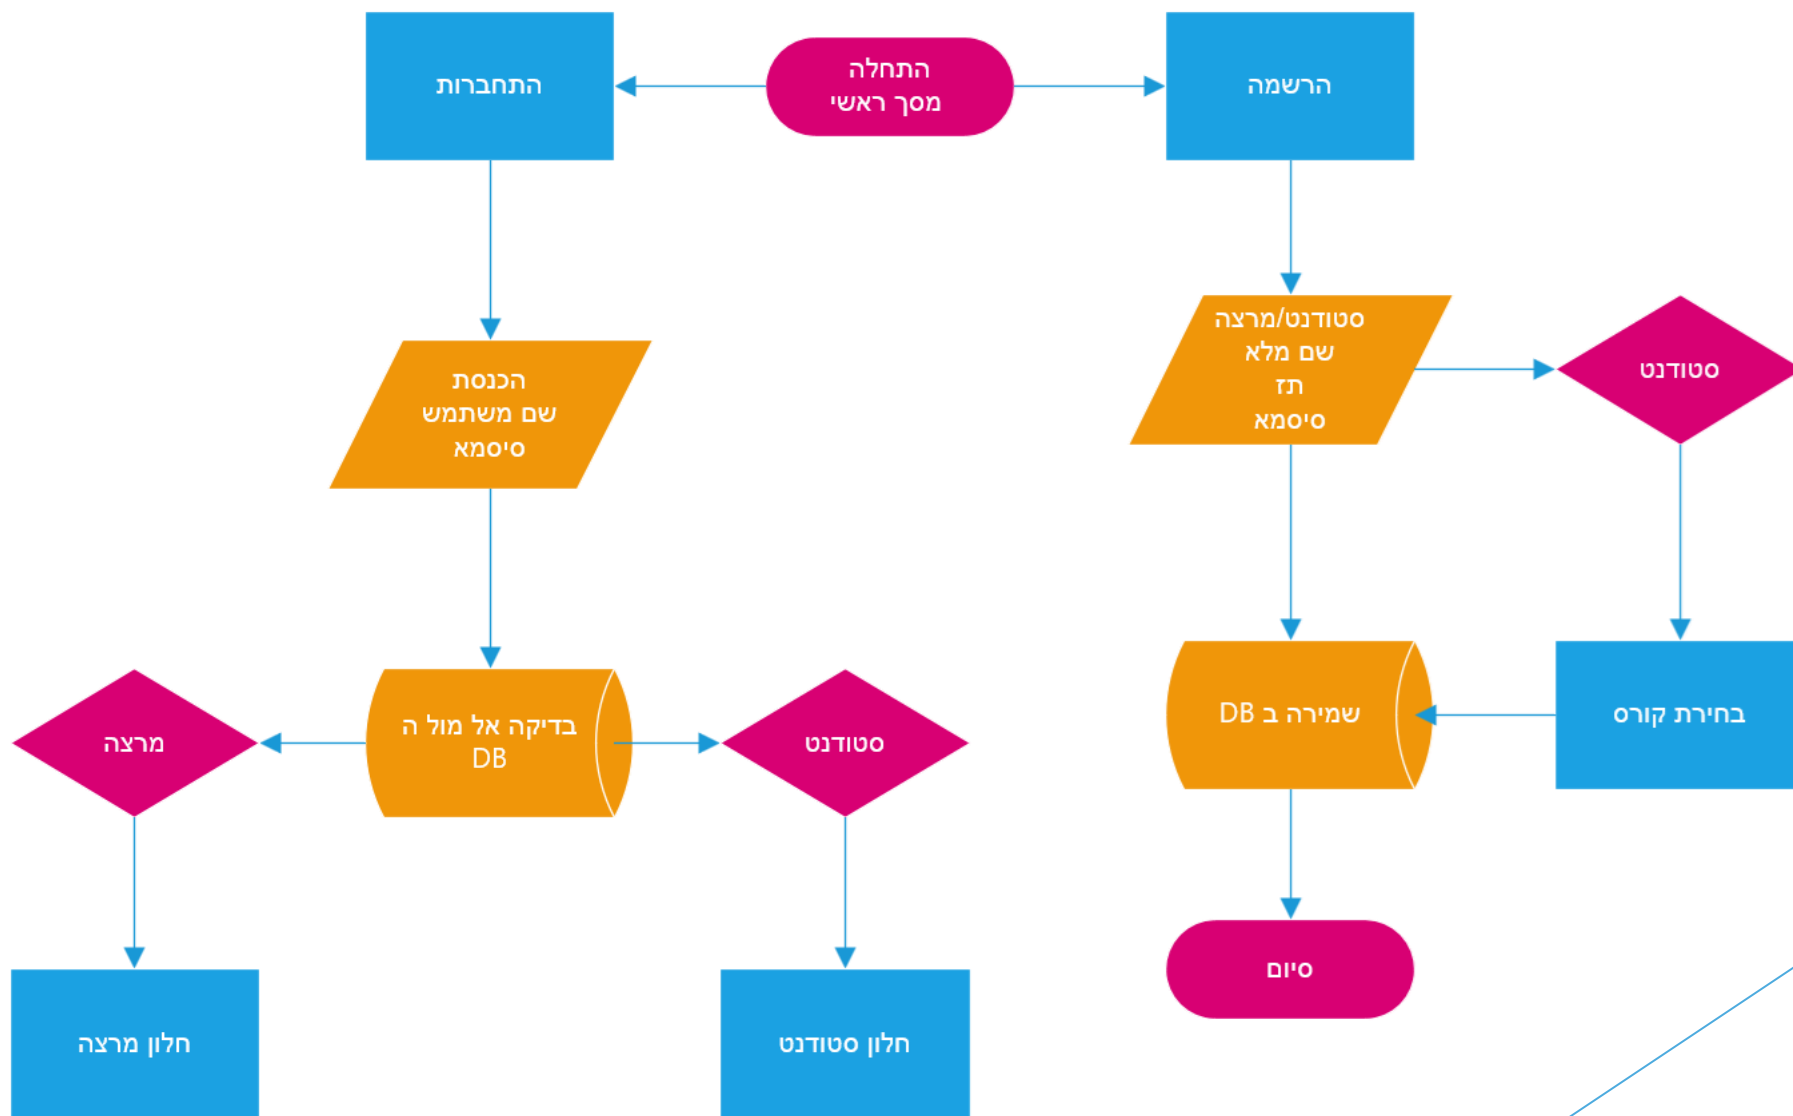 התחלה
מסך ראשי
הרשמה
התחברות
סטודנט/מרצה
שם מלא
תז
סיסמא
סטודנט
הכנסת
שם משתמש
סיסמא
בחירת קורס
שמירה ב DB
סטודנט
בדיקה אל מול ה
DB
מרצה
סיום
חלון סטודנט
חלון מרצה